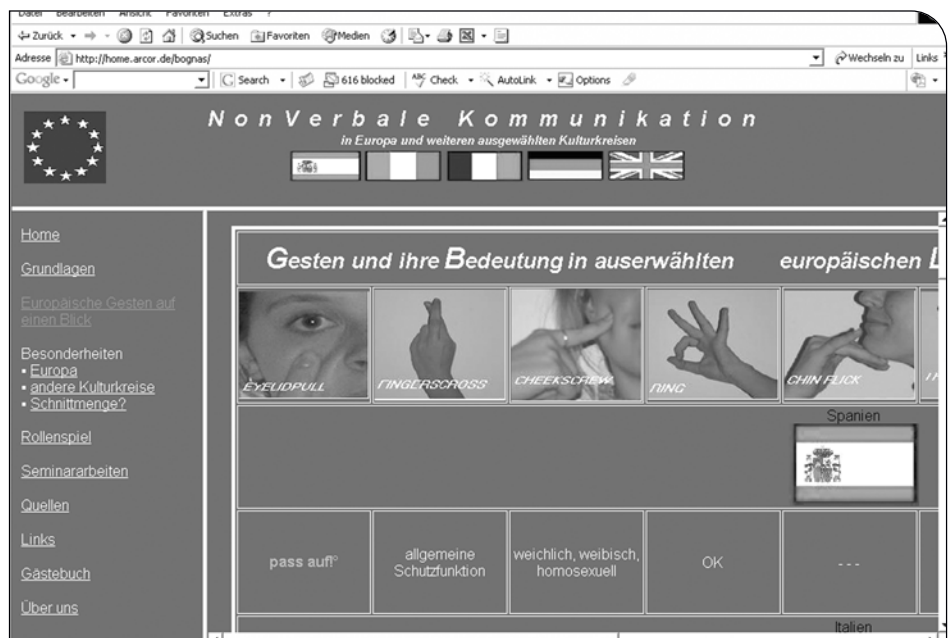 Datei Bearbeiten Ansicht Favoriten Extras ?
Zurück Suchen Favoriten Medien
Adresse http://home.arcor.de/bognas/ Wechseln zu Links
Google Search 616 blocked Check AutoLink Options
NonVerbale Kommunikation
in Europa und weiteren ausgewählten Kulturkreisen
Home
Grundlagen
Europäische Gesten auf
einen Blick
Besonderheiten
▪ Europa
▪ andere Kulturkreise
▪ Schnittmenge?
Rollenspiel
Seminararbeiten
Quellen
Links
Gästebuch
Über uns
Gesten und ihre Bedeutung in auserwählten europäischen L
EYELIDPULL FINGERSCROSS CHEEKSCREW RING CHIN FLICK
Spanien
pass auf!° allgemeine Schutzfunktion weichlich, weibisch, homosexuell OK - - -
Italien